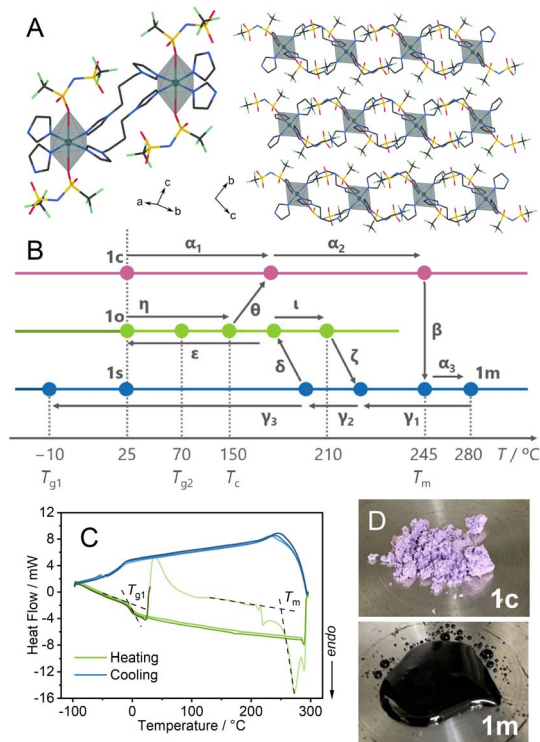 A
c
a
b
b
c
B
1c
α1
α2
1o
η
θ
ι
β
ε
δ
ζ
α3
1s
1m
γ3
γ2
γ1
−10
25
70
150
210
245
280
T / °C
Tg1
Tg2
Tc
Tm
C
Tg1
Tm
12
8
4
0
-4
-8
-12
-16
-100
0
100
200
300
Heat Flow / mW
Temperature / °C
Heating
Cooling
endo
D
1c
1m